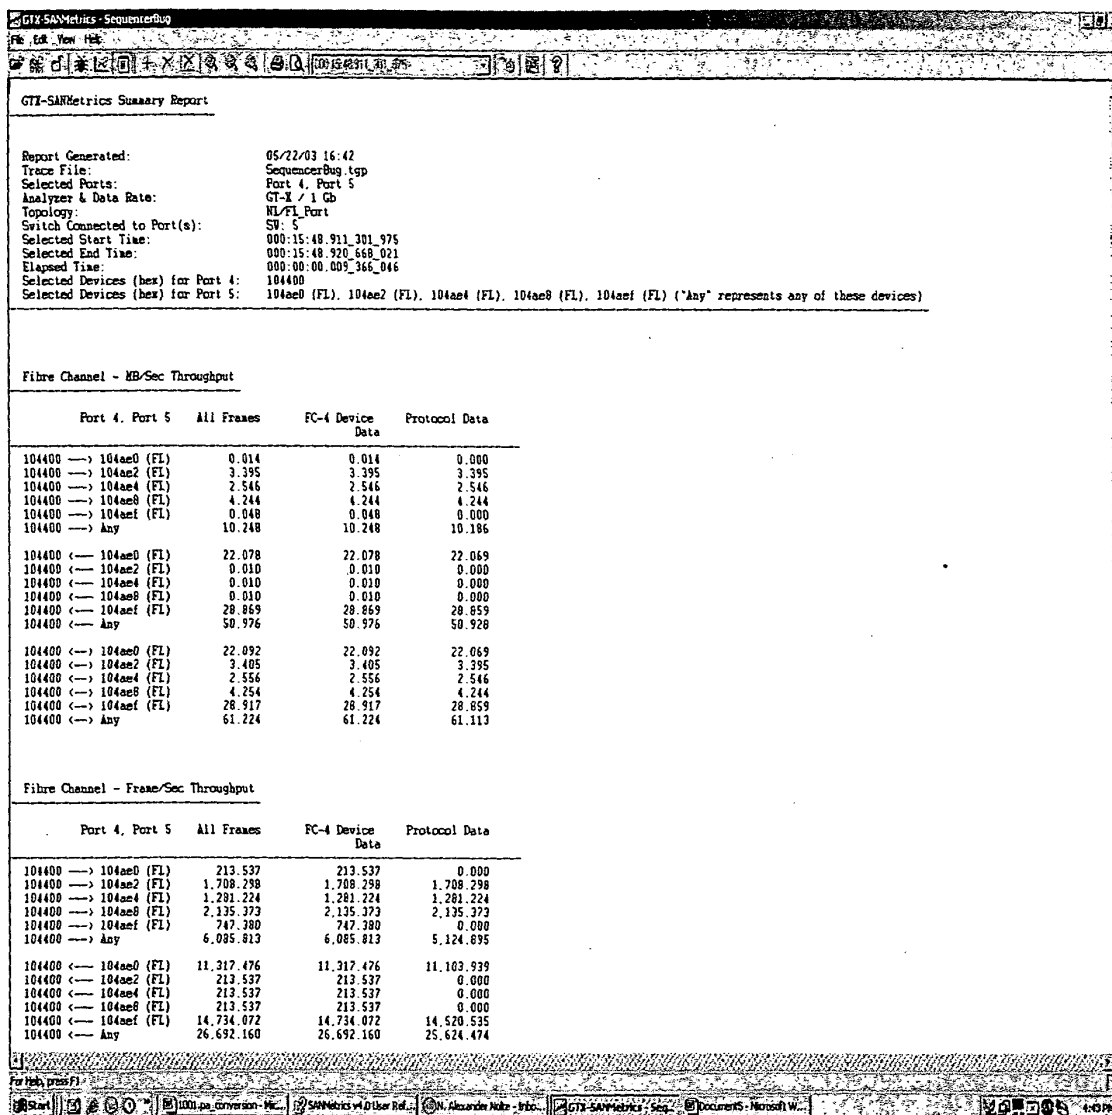 GTX-SANMetrics - SequencerBug
File Edit View Help
GTX-SANMetrics Summary Report
Report Generated: 05/22/03 16:42
Trace File: SequencerBug.tgp
Selected Ports: Port 4, Port 5
Analyzer & Data Rate: GT-X / 1 Gb
Topology: NL/FL_Port
Switch Connected to Port(s): SW: 5
Selected Start Time: 000:15:48.911_301_975
Selected End Time: 000:15:48.920_668_021
Elapsed Time: 000:00:00.009_366_046
Selected Devices (hex) for Port 4: 104400
Selected Devices (hex) for Port 5: 104ae0 (FL), 104ae2 (FL), 104ae4 (FL), 104ae8 (FL), 104aef (FL) ("Any" represents any of these devices)
Fibre Channel - MB/Sec Throughput
Port 4, Port 5 All Frames FC-4 Device Data Protocol Data
104400 ---> 104ae0 (FL) 0.014 0.014 0.000
104400 ---> 104ae2 (FL) 3.395 3.395 3.395
104400 ---> 104ae4 (FL) 2.546 2.546 2.546
104400 ---> 104ae8 (FL) 4.244 4.244 4.244
104400 ---> 104aef (FL) 0.048 0.048 0.000
104400 ---> Any 10.248 10.248 10.186
104400 <--- 104ae0 (FL) 22.078 22.078 22.069
104400 <--- 104ae2 (FL) 0.010 0.010 0.000
104400 <--- 104ae4 (FL) 0.010 0.010 0.000
104400 <--- 104ae8 (FL) 0.010 0.010 0.000
104400 <--- 104aef (FL) 28.869 28.869 28.859
104400 <--- Any 50.976 50.976 50.928
104400 <--> 104ae0 (FL) 22.092 22.092 22.069
104400 <--> 104ae2 (FL) 3.405 3.405 3.395
104400 <--> 104ae4 (FL) 2.556 2.556 2.546
104400 <--> 104ae8 (FL) 4.254 4.254 4.244
104400 <--> 104aef (FL) 28.917 28.917 28.859
104400 <--> Any 61.224 61.224 61.113
Fibre Channel - Frame/Sec Throughput
Port 4, Port 5 All Frames FC-4 Device Data Protocol Data
104400 ---> 104ae0 (FL) 213.537 213.537 0.000
104400 ---> 104ae2 (FL) 1,708.298 1,708.298 1,708.298
104400 ---> 104ae4 (FL) 1,281.224 1,281.224 1,281.224
104400 ---> 104ae8 (FL) 2,135.373 2,135.373 2,135.373
104400 ---> 104aef (FL) 747.380 747.380 0.000
104400 ---> Any 6,085.813 6,085.813 5,124.895
104400 <--- 104ae0 (FL) 11,317.476 11,317.476 11,103.939
104400 <--- 104ae2 (FL) 213.537 213.537 0.000
104400 <--- 104ae4 (FL) 213.537 213.537 0.000
104400 <--- 104ae8 (FL) 213.537 213.537 0.000
104400 <--- 104aef (FL) 14,734.072 14,734.072 14,520.535
104400 <--- Any 26,692.160 26,692.160 25,624.474
For Help, press F1
Start 1001.pa_conversion - Mic... SANMetrics v4.0 User Ref... N. Alexander Nolte - Inbo... GTX-SANMetrics - Seq... Document5 - Microsoft W...